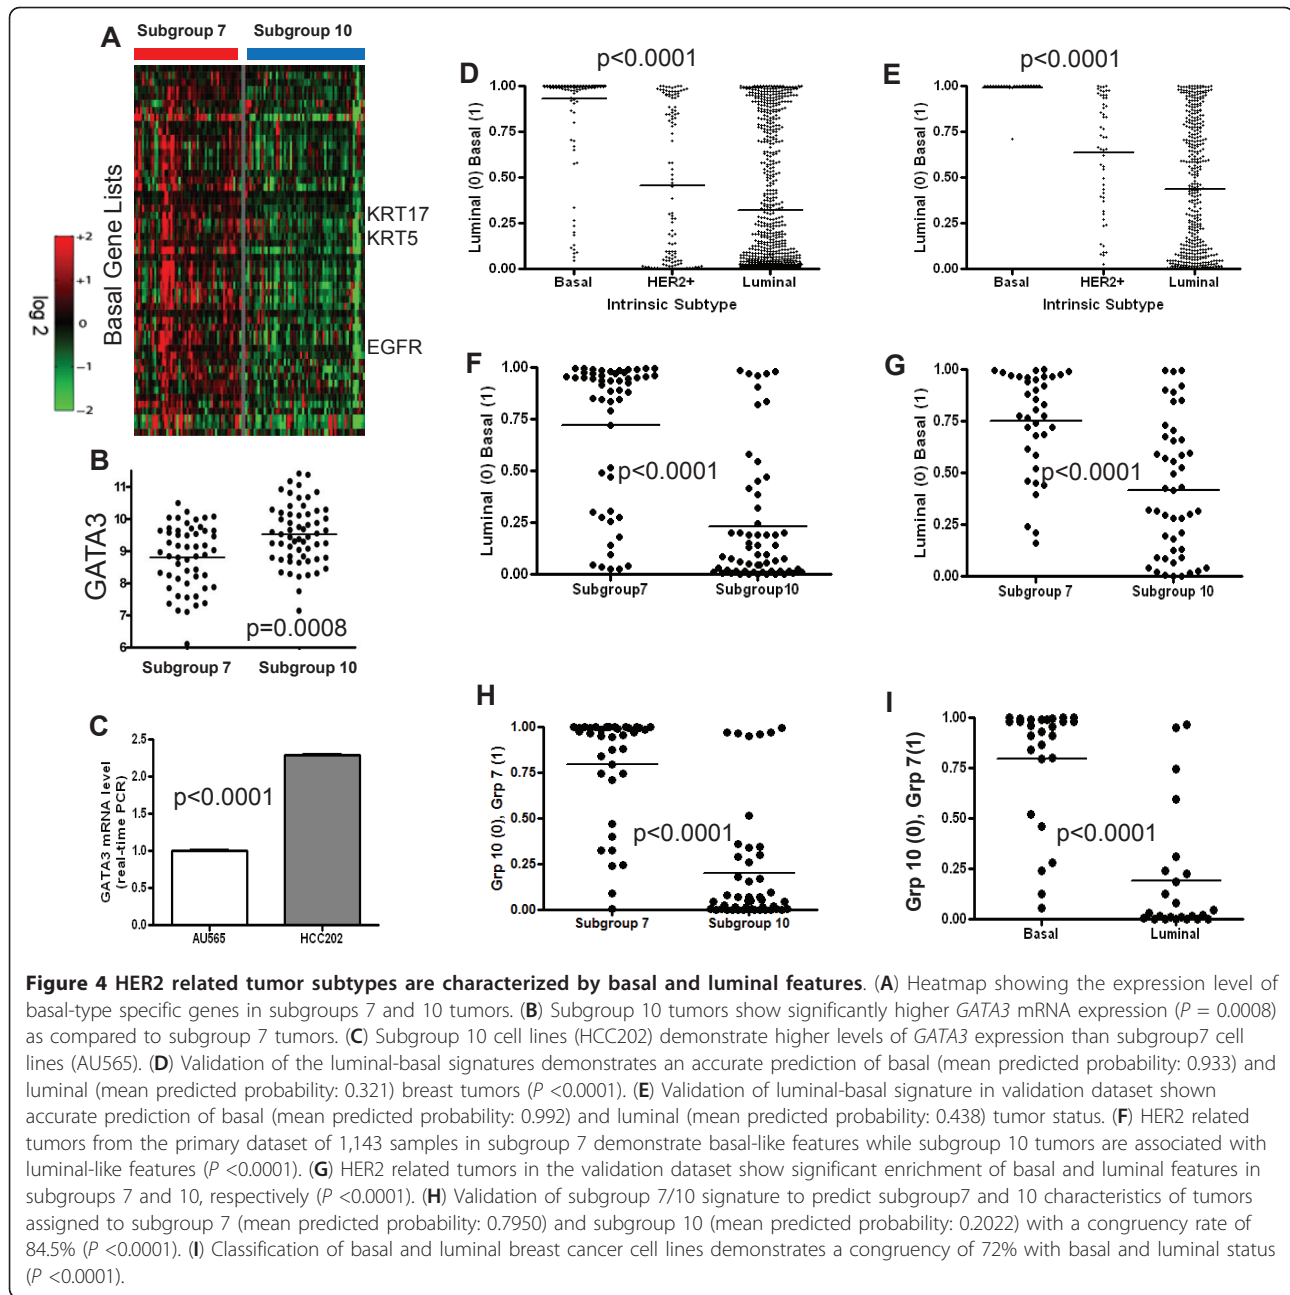 A
Subgroup 7
Subgroup 10
Basal Gene Lists
KRT17
KRT5
EGFR
+2
+1
0
−1
−2
log 2
B
GATA3
11
10
9
8
7
6
p=0.0008
Subgroup 7
Subgroup 10
C
GATA3 mRNA level
(real-time PCR)
2.5
2.0
1.5
1.0
0.5
0.0
p<0.0001
AU565
HCC202
D
p<0.0001
Luminal (0) Basal (1)
1.00
0.75
0.50
0.25
0.00
Basal
HER2+
Luminal
Intrinsic Subtype
E
p<0.0001
Luminal (0) Basal (1)
1.00
0.75
0.50
0.25
0.00
Basal
HER2+
Luminal
Intrinsic Subtype
F
Luminal (0) Basal (1)
1.00
0.75
0.50
0.25
0.00
p<0.0001
Subgroup7
Subgroup10
G
Luminal (0) Basal (1)
1.00
0.75
0.50
0.25
0.00
p<0.0001
Subgroup 7
Subgroup 10
H
Grp 10 (0), Grp 7 (1)
1.00
0.75
0.50
0.25
0.00
p<0.0001
Subgroup 7
Subgroup 10
I
Grp 10 (0), Grp 7(1)
1.00
0.75
0.50
0.25
0.00
p<0.0001
Basal
Luminal
Figure 4 HER2 related tumor subtypes are characterized by basal and luminal features. (A) Heatmap showing the expression level of
basal-type specific genes in subgroups 7 and 10 tumors. (B) Subgroup 10 tumors show significantly higher GATA3 mRNA expression (P = 0.0008)
as compared to subgroup 7 tumors. (C) Subgroup 10 cell lines (HCC202) demonstrate higher levels of GATA3 expression than subgroup7 cell
lines (AU565). (D) Validation of the luminal-basal signatures demonstrates an accurate prediction of basal (mean predicted probability: 0.933) and
luminal (mean predicted probability: 0.321) breast tumors (P <0.0001). (E) Validation of luminal-basal signature in validation dataset shown
accurate prediction of basal (mean predicted probability: 0.992) and luminal (mean predicted probability: 0.438) tumor status. (F) HER2 related
tumors from the primary dataset of 1,143 samples in subgroup 7 demonstrate basal-like features while subgroup 10 tumors are associated with
luminal-like features (P <0.0001). (G) HER2 related tumors in the validation dataset show significant enrichment of basal and luminal features in
subgroups 7 and 10, respectively (P <0.0001). (H) Validation of subgroup 7/10 signature to predict subgroup7 and 10 characteristics of tumors
assigned to subgroup 7 (mean predicted probability: 0.7950) and subgroup 10 (mean predicted probability: 0.2022) with a congruency rate of
84.5% (P <0.0001). (I) Classification of basal and luminal breast cancer cell lines demonstrates a congruency of 72% with basal and luminal status
(P <0.0001).